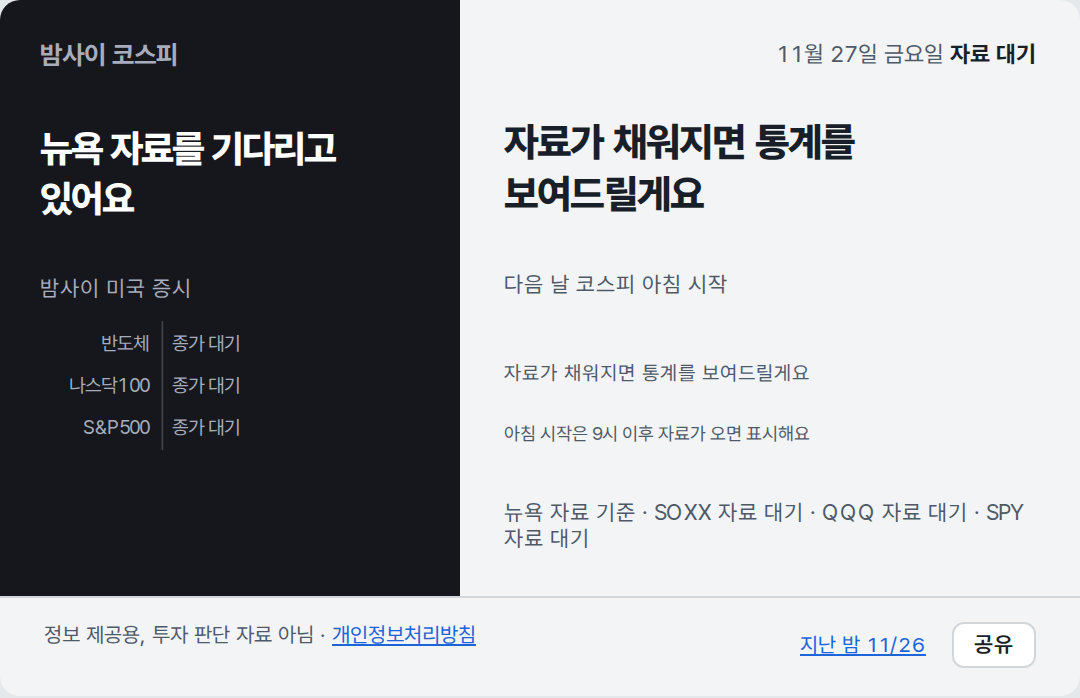 밤사이 코스피
뉴욕 자료를 기다리고
있어요
밤사이 미국 증시
반도체 종가 대기
나스닥100 종가 대기
S&P500 종가 대기
11월 27일 금요일 자료 대기
자료가 채워지면 통계를
보여드릴게요
다음 날 코스피 아침 시작
자료가 채워지면 통계를 보여드릴게요
아침 시작은 9시 이후 자료가 오면 표시해요
뉴욕 자료 기준 · SOXX 자료 대기 · QQQ 자료 대기 · SPY
자료 대기
정보 제공용, 투자 판단 자료 아님 · 개인정보처리방침
지난 밤 11/26
공유